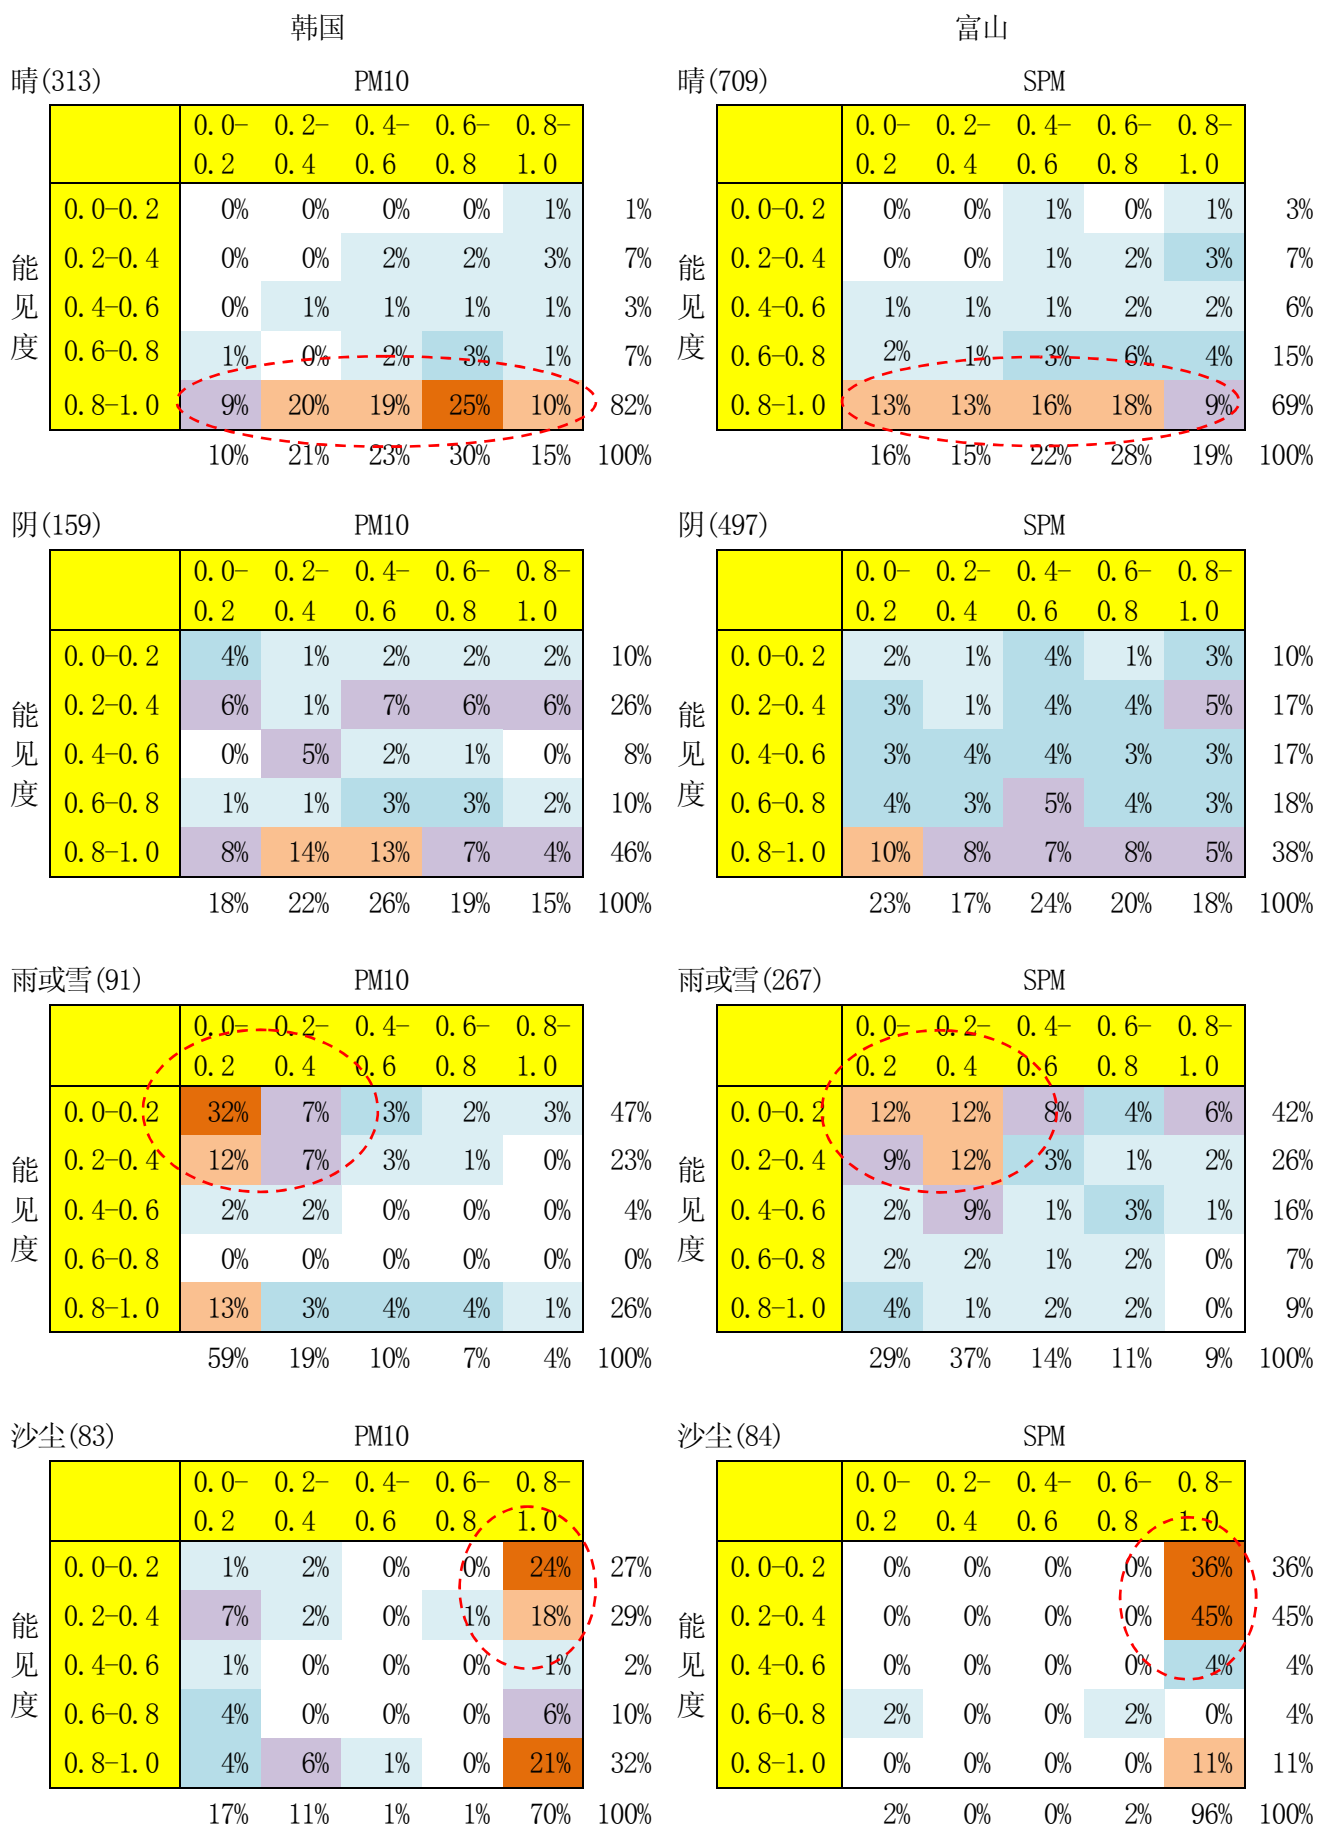 韩国 富山
晴(313) PM10 晴(709) SPM
0.0- 0.2- 0.4- 0.6- 0.8- 0.0- 0.2- 0.4- 0.6- 0.8-
0.2 0.4 0.6 0.8 1.0 0.2 0.4 0.6 0.8 1.0
0.0-0.2 0% 0% 0% 0% 1% 1% 0.0-0.2 0% 0% 1% 0% 1% 3%
能见度 0.2-0.4 0% 0% 2% 2% 3% 7% 能见度 0.2-0.4 0% 0% 1% 2% 3% 7%
0.4-0.6 0% 1% 1% 1% 1% 3% 0.4-0.6 1% 1% 1% 2% 2% 6%
0.6-0.8 1% 0% 2% 3% 1% 7% 0.6-0.8 2% 1% 3% 6% 4% 15%
0.8-1.0 9% 20% 19% 25% 10% 82% 0.8-1.0 13% 13% 16% 18% 9% 69%
10% 21% 23% 30% 15% 100% 16% 15% 22% 28% 19% 100%
阴(159) PM10 阴(497) SPM
0.0- 0.2- 0.4- 0.6- 0.8- 0.0- 0.2- 0.4- 0.6- 0.8-
0.2 0.4 0.6 0.8 1.0 0.2 0.4 0.6 0.8 1.0
0.0-0.2 4% 1% 2% 2% 2% 10% 0.0-0.2 2% 1% 4% 1% 3% 10%
能见度 0.2-0.4 6% 1% 7% 6% 6% 26% 能见度 0.2-0.4 3% 1% 4% 4% 5% 17%
0.4-0.6 0% 5% 2% 1% 0% 8% 0.4-0.6 3% 4% 4% 3% 3% 17%
0.6-0.8 1% 1% 3% 3% 2% 10% 0.6-0.8 4% 3% 5% 4% 3% 18%
0.8-1.0 8% 14% 13% 7% 4% 46% 0.8-1.0 10% 8% 7% 8% 5% 38%
18% 22% 26% 19% 15% 100% 23% 17% 24% 20% 18% 100%
雨或雪(91) PM10 雨或雪(267) SPM
0.0- 0.2- 0.4- 0.6- 0.8- 0.0- 0.2- 0.4- 0.6- 0.8-
0.2 0.4 0.6 0.8 1.0 0.2 0.4 0.6 0.8 1.0
0.0-0.2 32% 7% 3% 2% 3% 47% 0.0-0.2 12% 12% 8% 4% 6% 42%
能见度 0.2-0.4 12% 7% 3% 1% 0% 23% 能见度 0.2-0.4 9% 12% 3% 1% 2% 26%
0.4-0.6 2% 2% 0% 0% 0% 4% 0.4-0.6 2% 9% 1% 3% 1% 16%
0.6-0.8 0% 0% 0% 0% 0% 0% 0.6-0.8 2% 2% 1% 2% 0% 7%
0.8-1.0 13% 3% 4% 4% 1% 26% 0.8-1.0 4% 1% 2% 2% 0% 9%
59% 19% 10% 7% 4% 100% 29% 37% 14% 11% 9% 100%
沙尘(83) PM10 沙尘(84) SPM
0.0- 0.2- 0.4- 0.6- 0.8- 0.0- 0.2- 0.4- 0.6- 0.8-
0.2 0.4 0.6 0.8 1.0 0.2 0.4 0.6 0.8 1.0
0.0-0.2 1% 2% 0% 0% 24% 27% 0.0-0.2 0% 0% 0% 0% 36% 36%
能见度 0.2-0.4 7% 2% 0% 1% 18% 29% 能见度 0.2-0.4 0% 0% 0% 0% 45% 45%
0.4-0.6 1% 0% 0% 0% 1% 2% 0.4-0.6 0% 0% 0% 0% 4% 4%
0.6-0.8 4% 0% 0% 0% 6% 10% 0.6-0.8 2% 0% 0% 2% 0% 4%
0.8-1.0 4% 6% 1% 0% 21% 32% 0.8-1.0 0% 0% 0% 0% 11% 11%
17% 11% 1% 1% 70% 100% 2% 0% 0% 2% 96% 100%